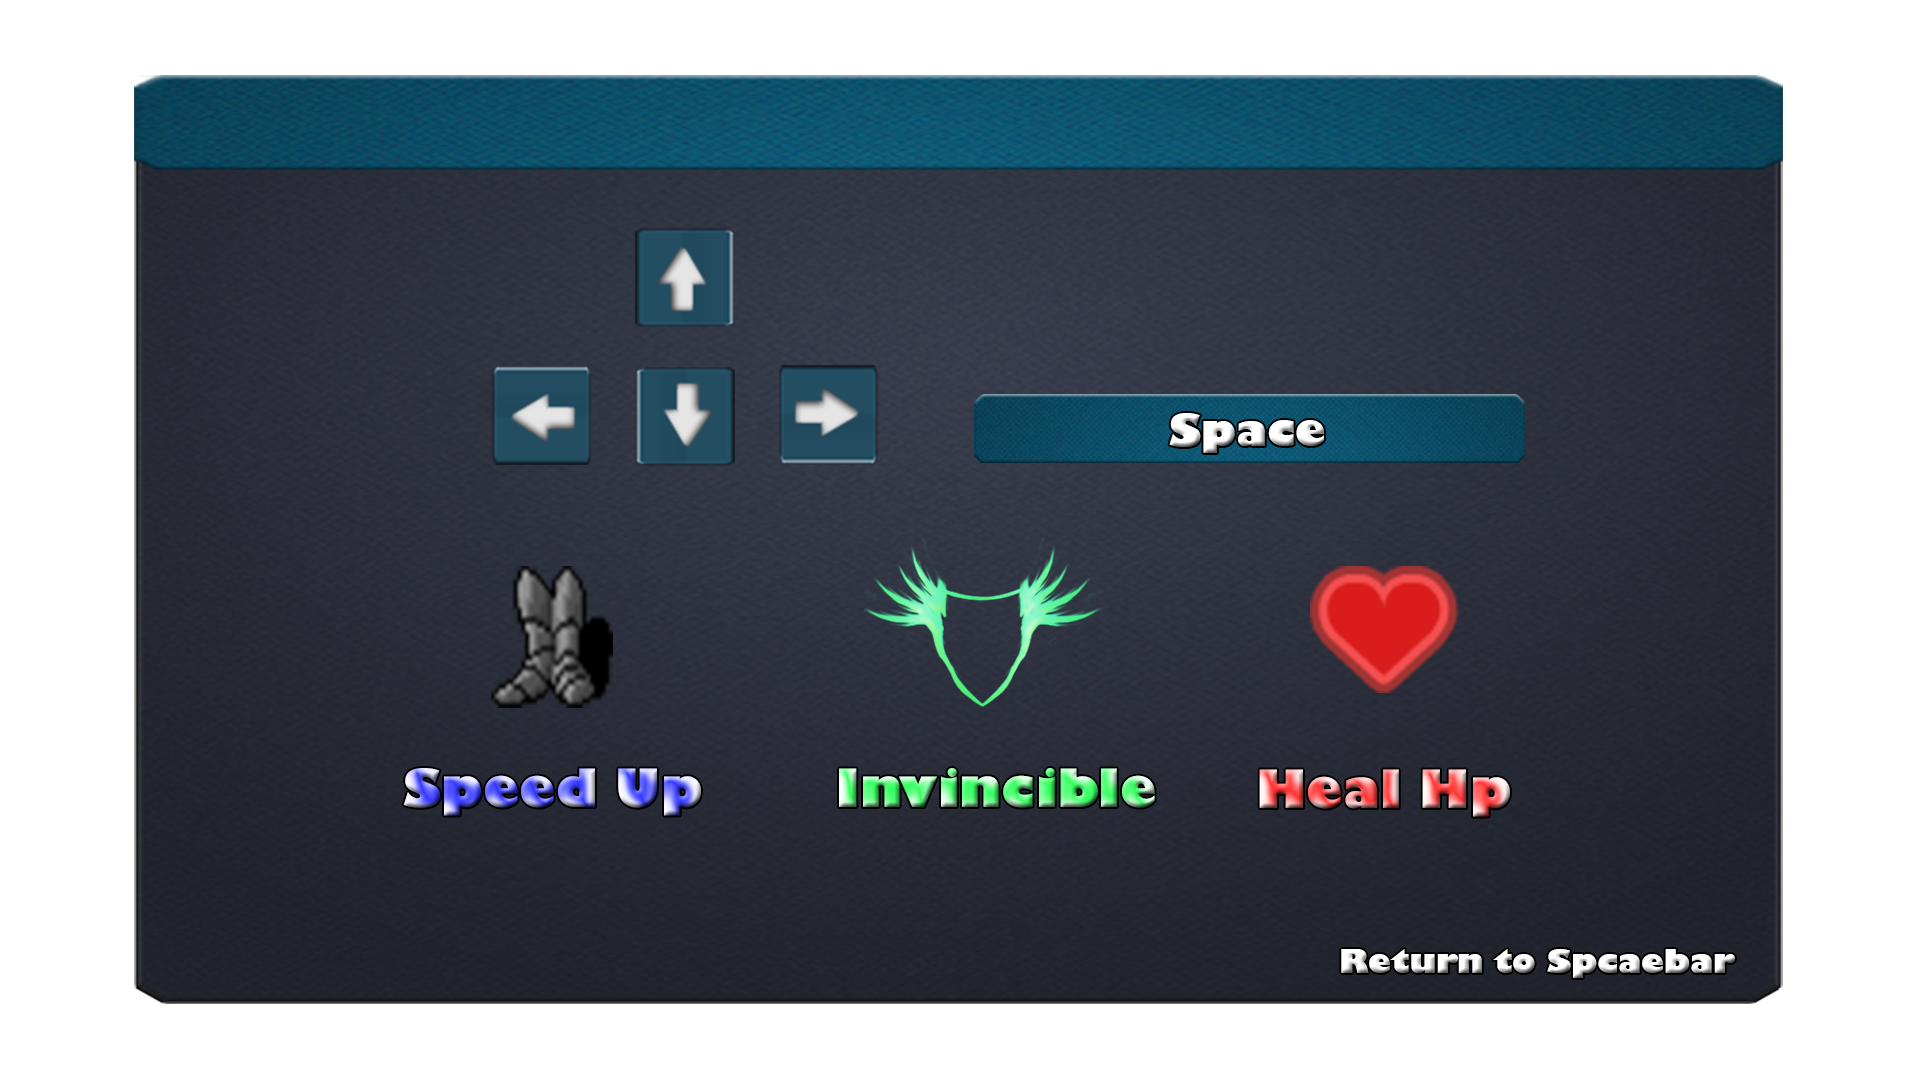 Space
Speed Up
Invincible
Heal Hp
Return to Spcaebar